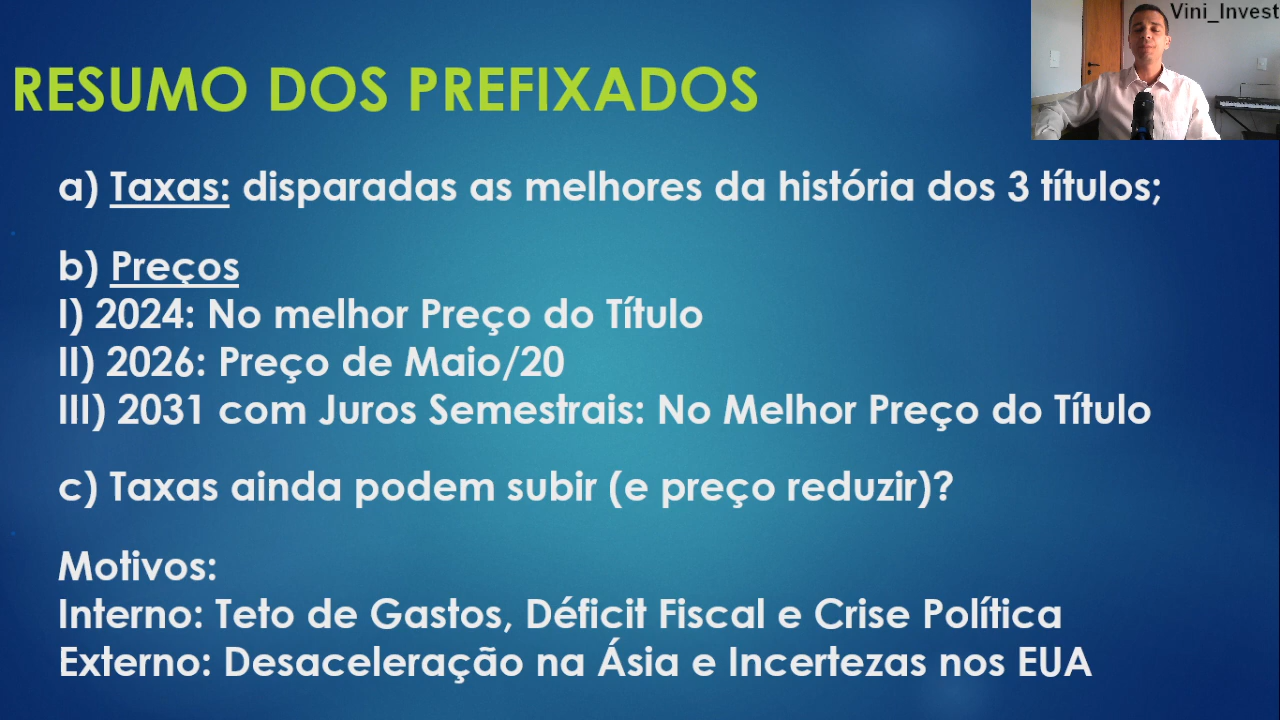 Vini_Invest
RESUMO DOS PREFIXADOS
a) Taxas: disparadas as melhores da história dos 3 títulos;
b) Preços
I) 2024: No melhor Preço do Título
II) 2026: Preço de Maio/20
III) 2031 com Juros Semestrais: No Melhor Preço do Título
c) Taxas ainda podem subir (e preço reduzir)?
Motivos:
Interno: Teto de Gastos, Déficit Fiscal e Crise Política
Externo: Desaceleração na Ásia e Incertezas nos EUA